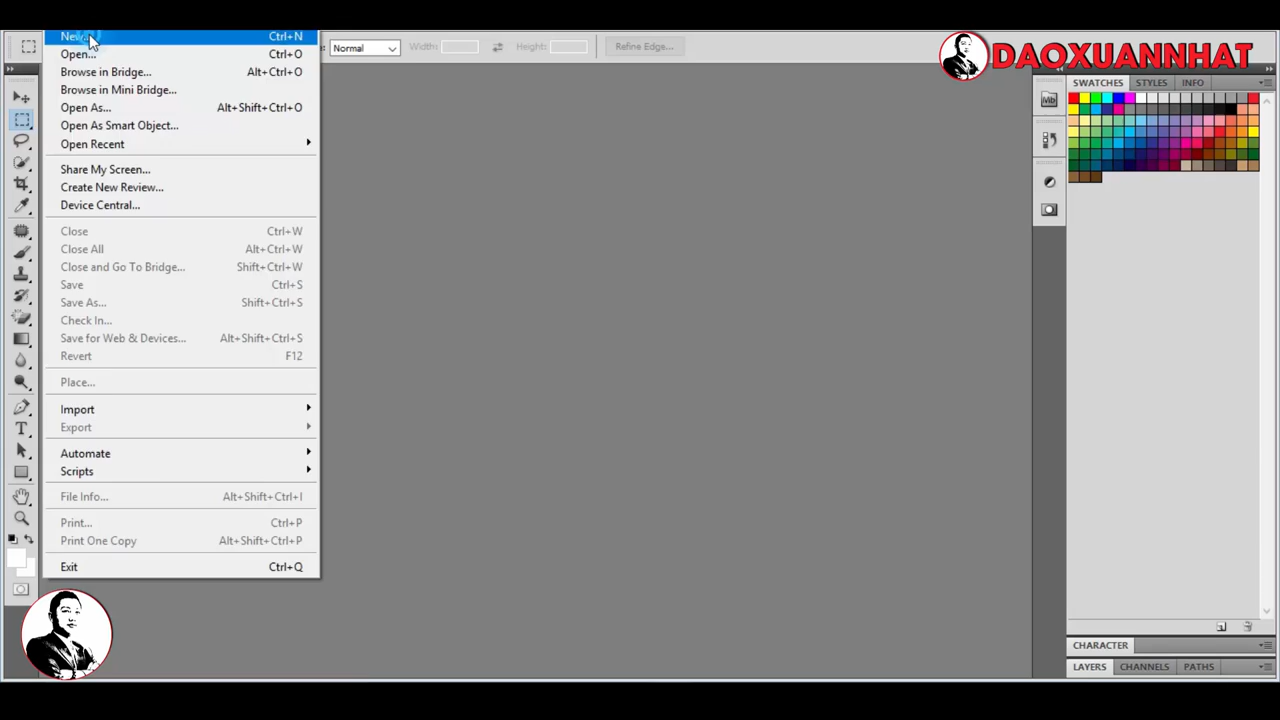 New... Ctrl+N
Open... Ctrl+O
Browse in Bridge... Alt+Ctrl+O
Browse in Mini Bridge...
Open As... Alt+Shift+Ctrl+O
Open As Smart Object...
Open Recent
Share My Screen...
Create New Review...
Device Central...
Close Ctrl+W
Close All Alt+Ctrl+W
Close and Go To Bridge... Shift+Ctrl+W
Save Ctrl+S
Save As... Shift+Ctrl+S
Check In...
Save for Web & Devices... Alt+Shift+Ctrl+S
Revert F12
Place...
Import
Export
Automate
Scripts
File Info... Alt+Shift+Ctrl+I
Print... Ctrl+P
Print One Copy Alt+Shift+Ctrl+P
Exit Ctrl+Q
Normal Width: Height: Refine Edge...
DAOXUANNHAT
SWATCHES STYLES INFO
Mb
CHARACTER
LAYERS CHANNELS PATHS